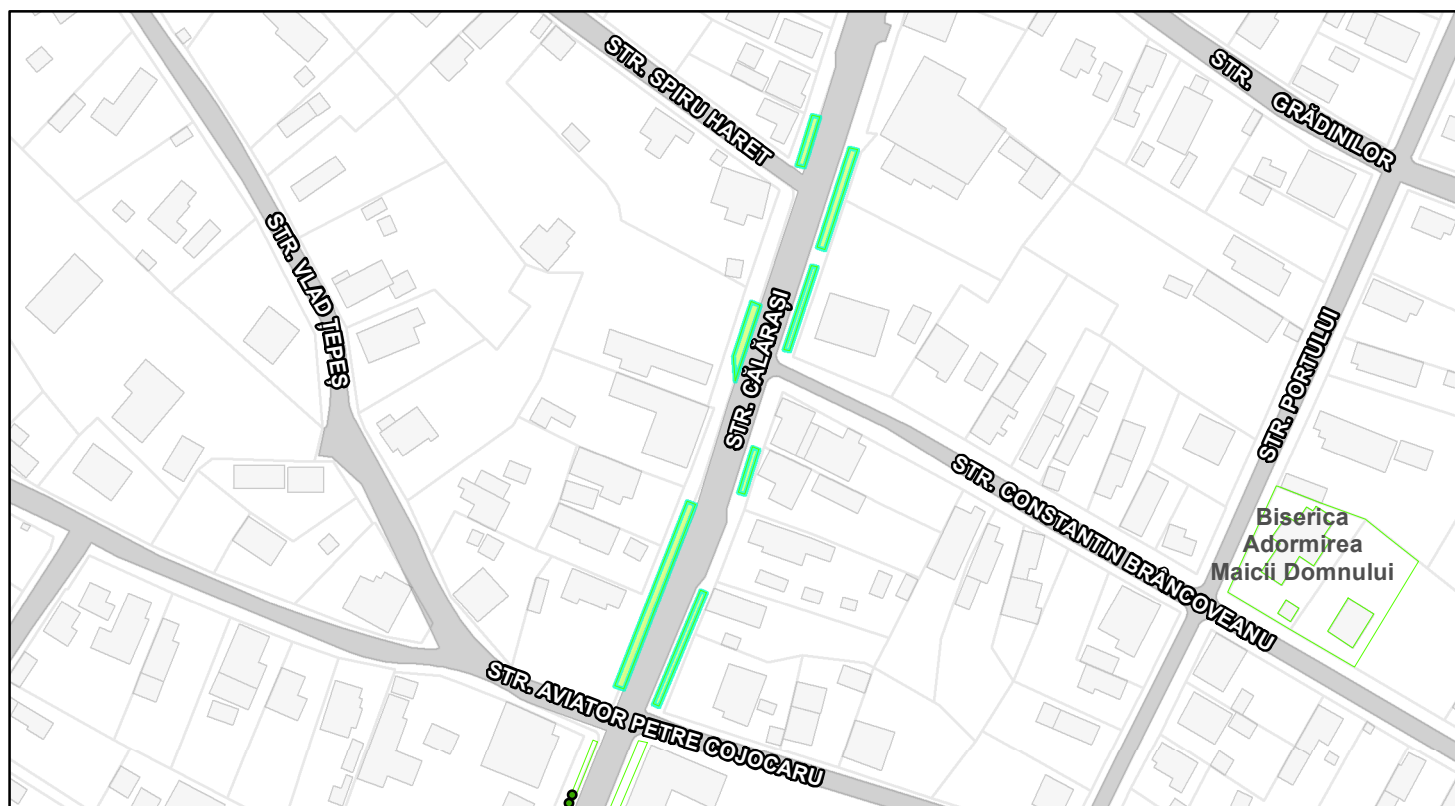 STR. SPIRU HARET
STR. GRĂDINILOR
STR. VLAD ȚEPEȘ
STR. CĂLĂRAȘI
STR. PORTULUI
STR. CONSTANTIN BRÂNCOVEANU
Biserica
Adormirea
Maicii Domnului
STR. AVIATOR PETRE COJOCARU